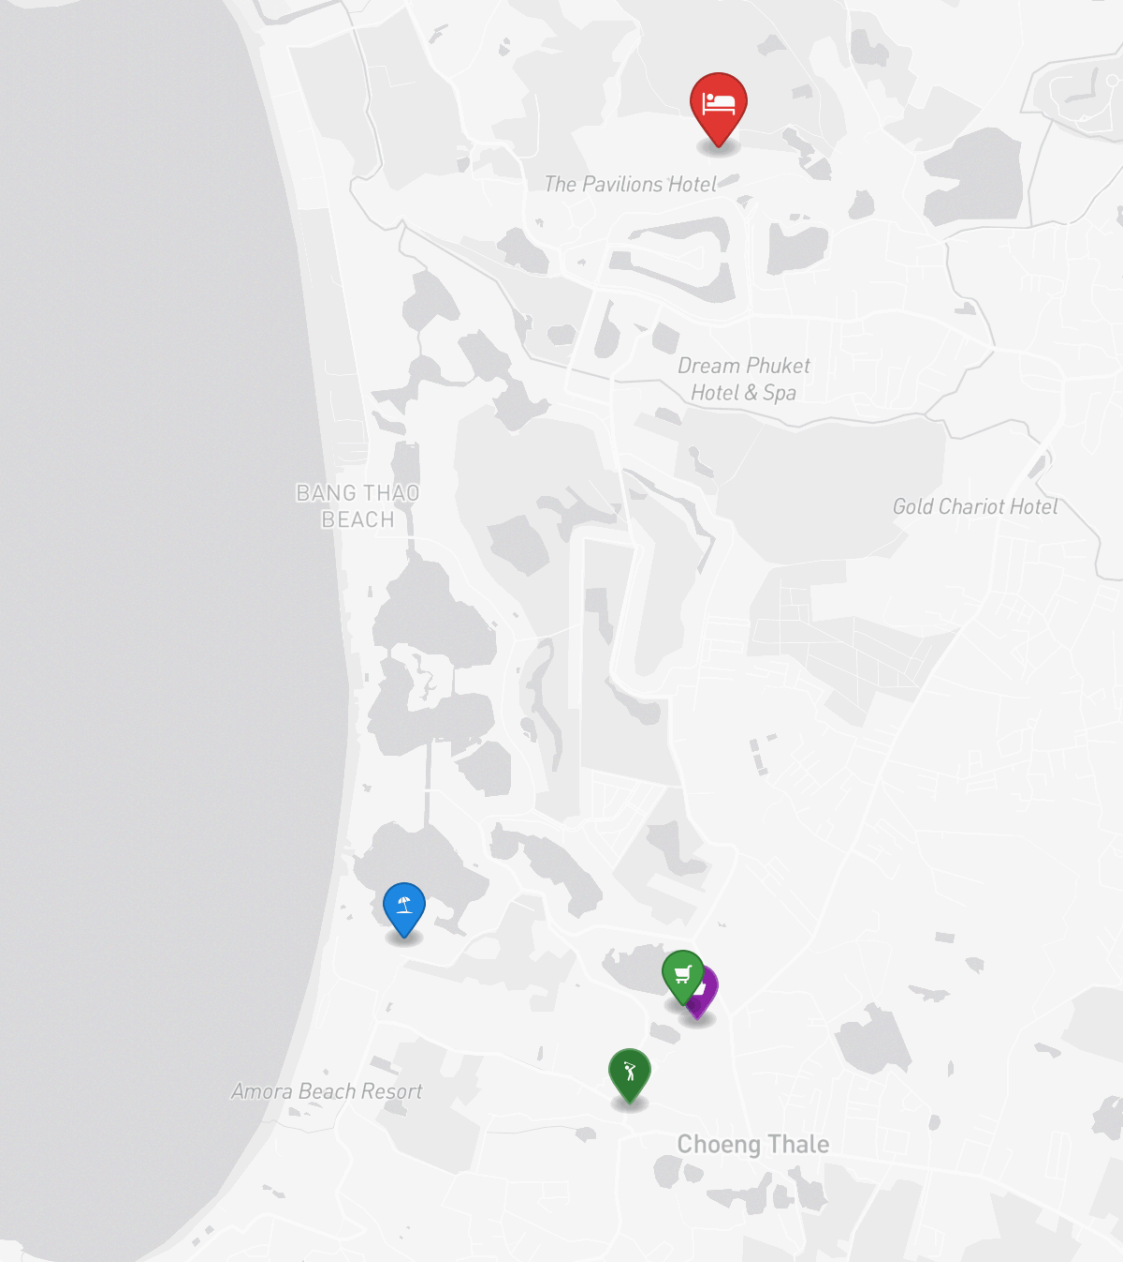 The Pavilions Hotel
Dream Phuket
Hotel & Spa
BANG THAO
BEACH
Gold Chariot Hotel
Amora Beach Resort
Choeng Thale